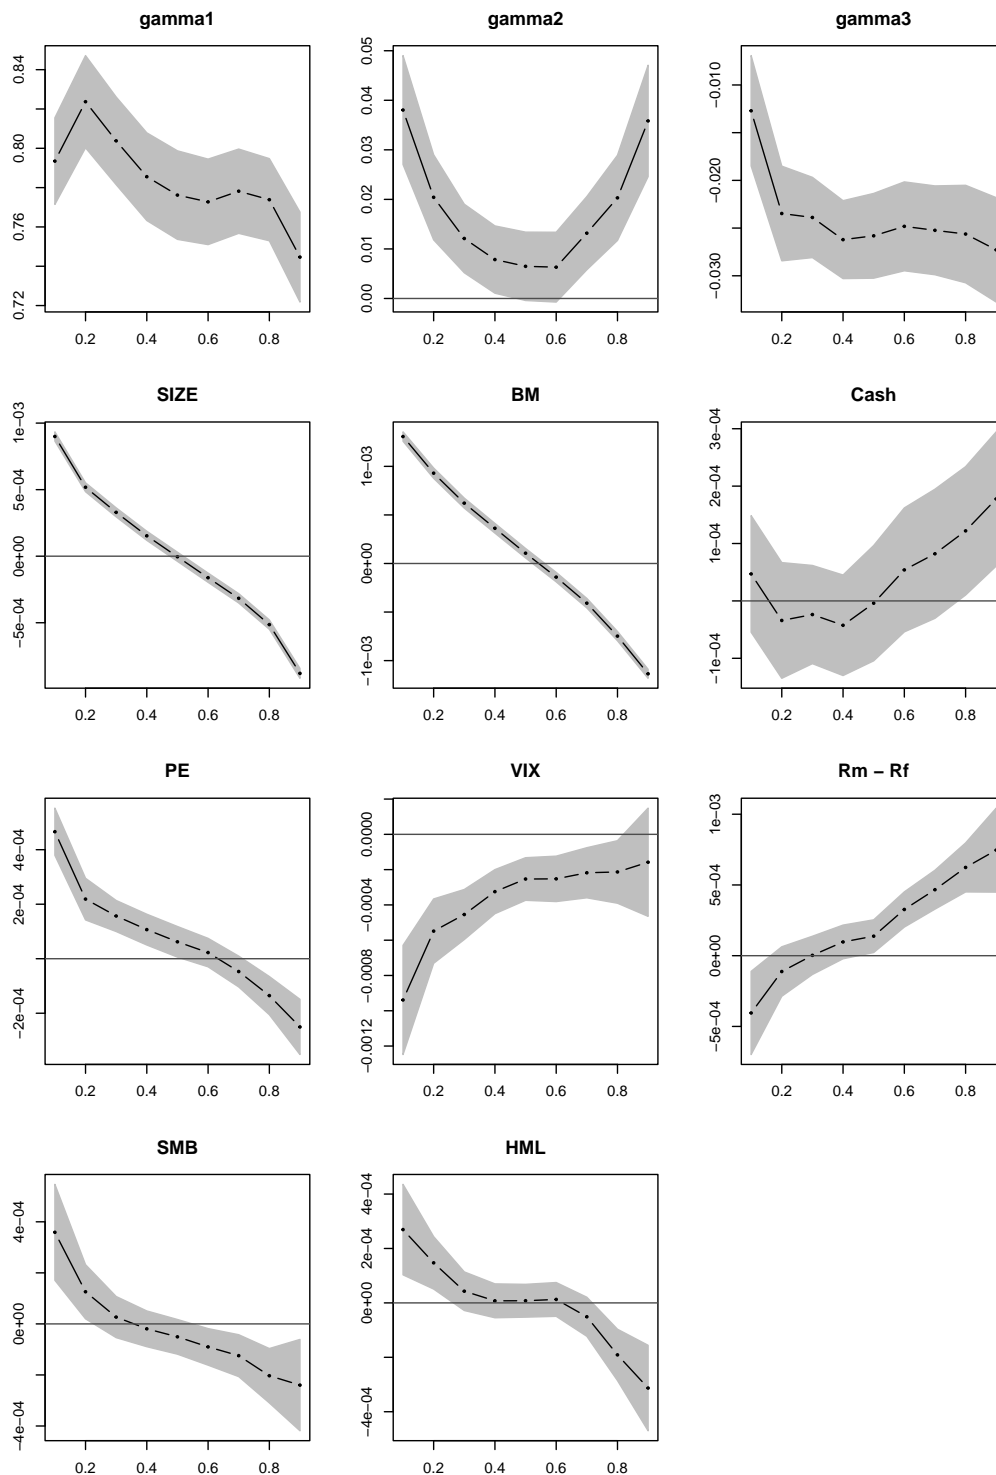 gamma1 gamma2 gamma3
0.84 0.80 0.76 0.72
0.05 0.04 0.03 0.02 0.01 0.00
−0.010 −0.020 −0.030
0.2 0.4 0.6 0.8 0.2 0.4 0.6 0.8 0.2 0.4 0.6 0.8
SIZE BM Cash
1e−03 5e−04 0e+00 −5e−04
1e−03 0e+00 −1e−03
3e−04 2e−04 1e−04 −1e−04
0.2 0.4 0.6 0.8 0.2 0.4 0.6 0.8 0.2 0.4 0.6 0.8
PE VIX Rm − Rf
4e−04 2e−04 −2e−04
0.0000 −0.0004 −0.0008 −0.0012
1e−03 5e−04 0e+00 −5e−04
0.2 0.4 0.6 0.8 0.2 0.4 0.6 0.8 0.2 0.4 0.6 0.8
SMB HML
4e−04 0e+00 −4e−04
4e−04 2e−04 0e+00 −4e−04
0.2 0.4 0.6 0.8 0.2 0.4 0.6 0.8